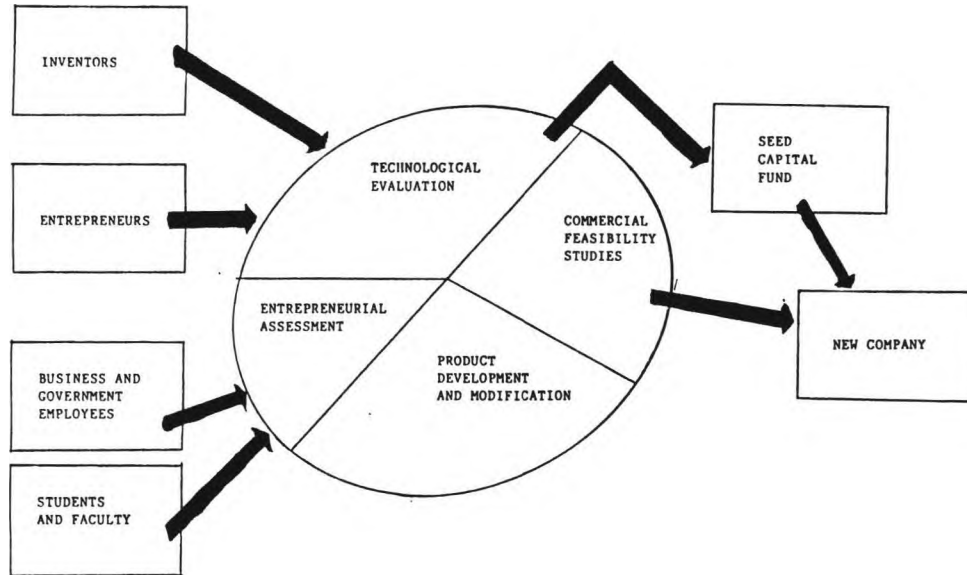 INVENTORS
ENTREPRENEURS
BUSINESS AND
GOVERNMENT
EMPLOYEES
STUDENTS
AND FACULTY
TECHNOLOGICAL
EVALUATION
ENTREPRENEURIAL
ASSESSMENT
COMMERCIAL
FEASIBILITY
STUDIES
PRODUCT
DEVELOPMENT
AND MODIFICATION
SEED
CAPITAL
FUND
NEW COMPANY